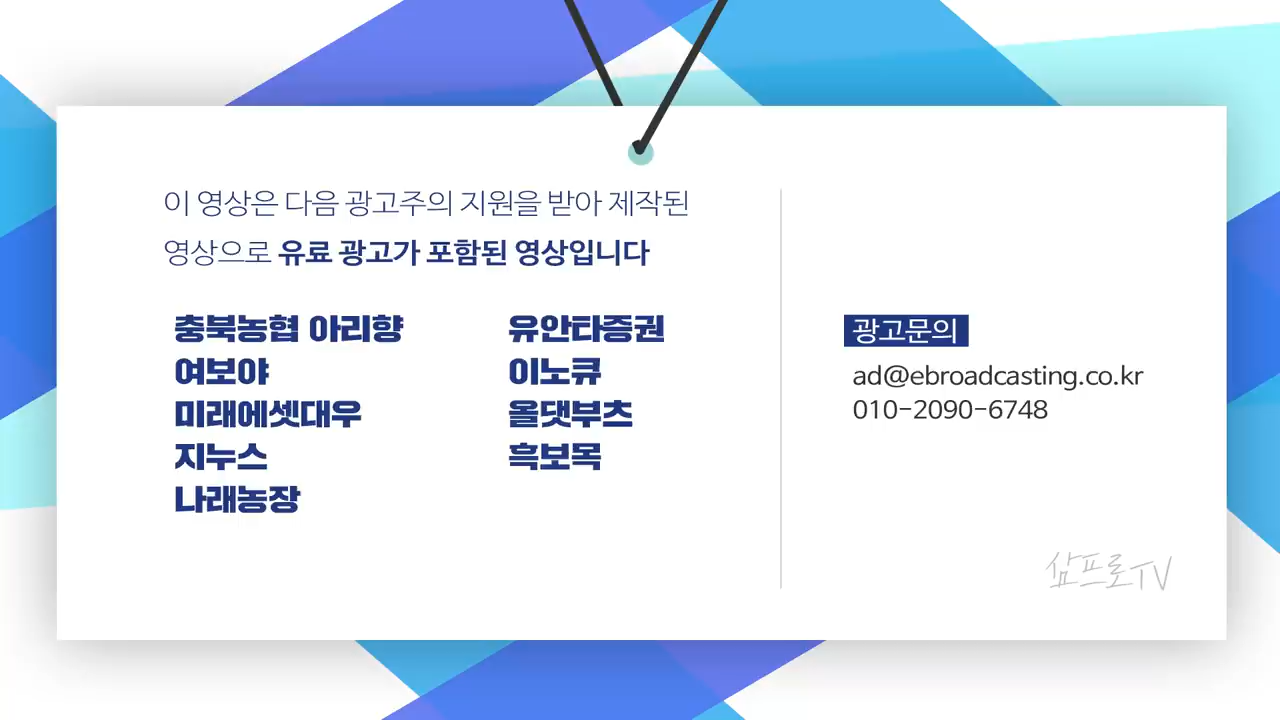 이 영상은 다음 광고주의 지원을 받아 제작된
영상으로 유료 광고가 포함된 영상입니다
충북농협 아리향
여보야
미래에셋대우
지누스
나래농장
유안타증권
이노큐
올댓부츠
흑보목
광고문의
ad@ebroadcasting.co.kr
010-2090-6748
삼프로TV